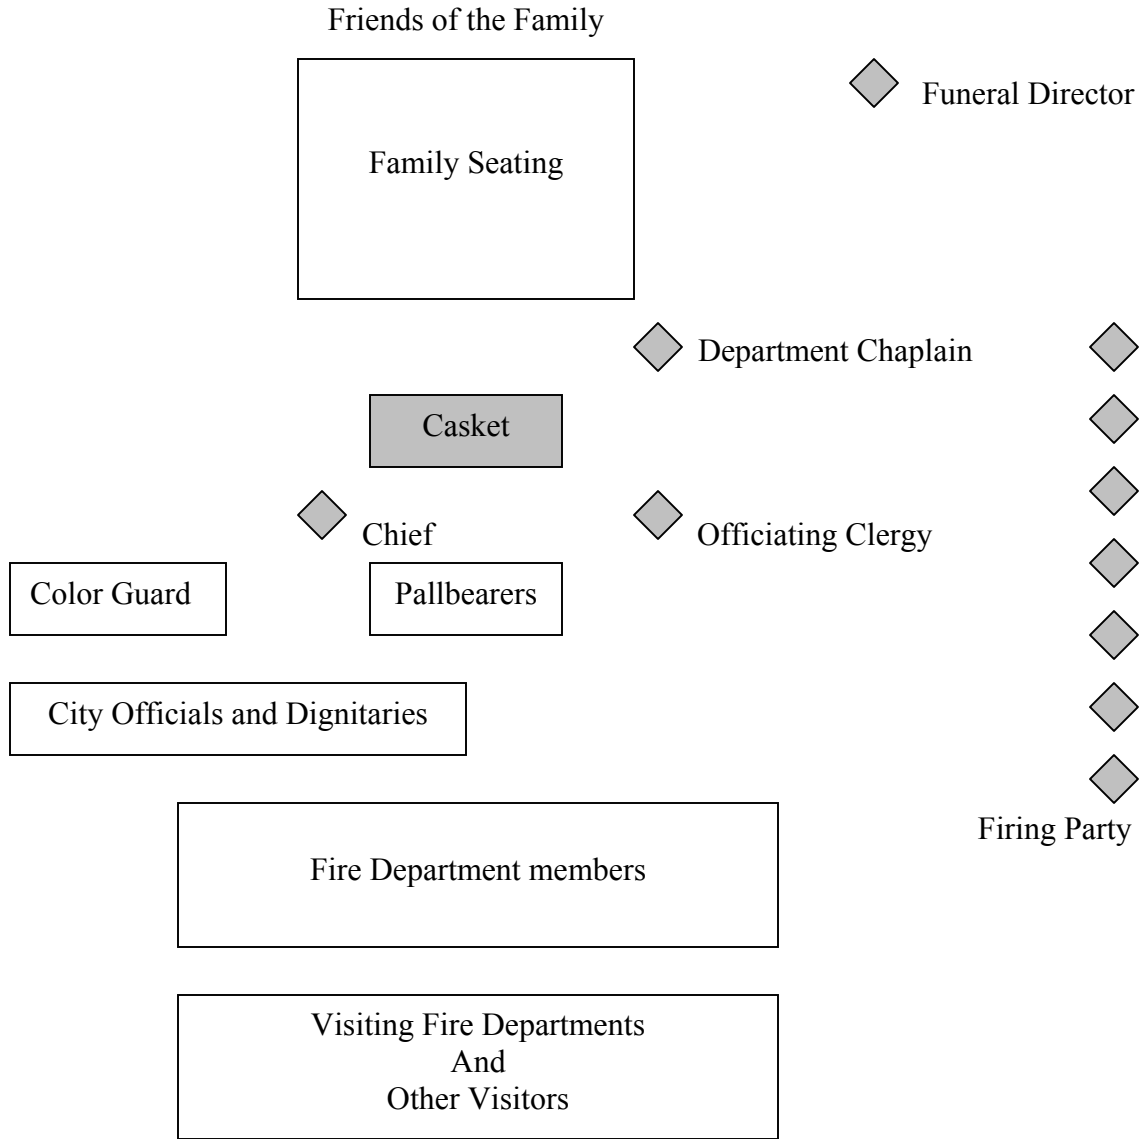 Friends of the Family
Funeral Director
Family Seating
Department Chaplain
Casket
Chief
Officiating Clergy
Color Guard
Pallbearers
City Officials and Dignitaries
Firing Party
Fire Department members
Visiting Fire Departments
And
Other Visitors